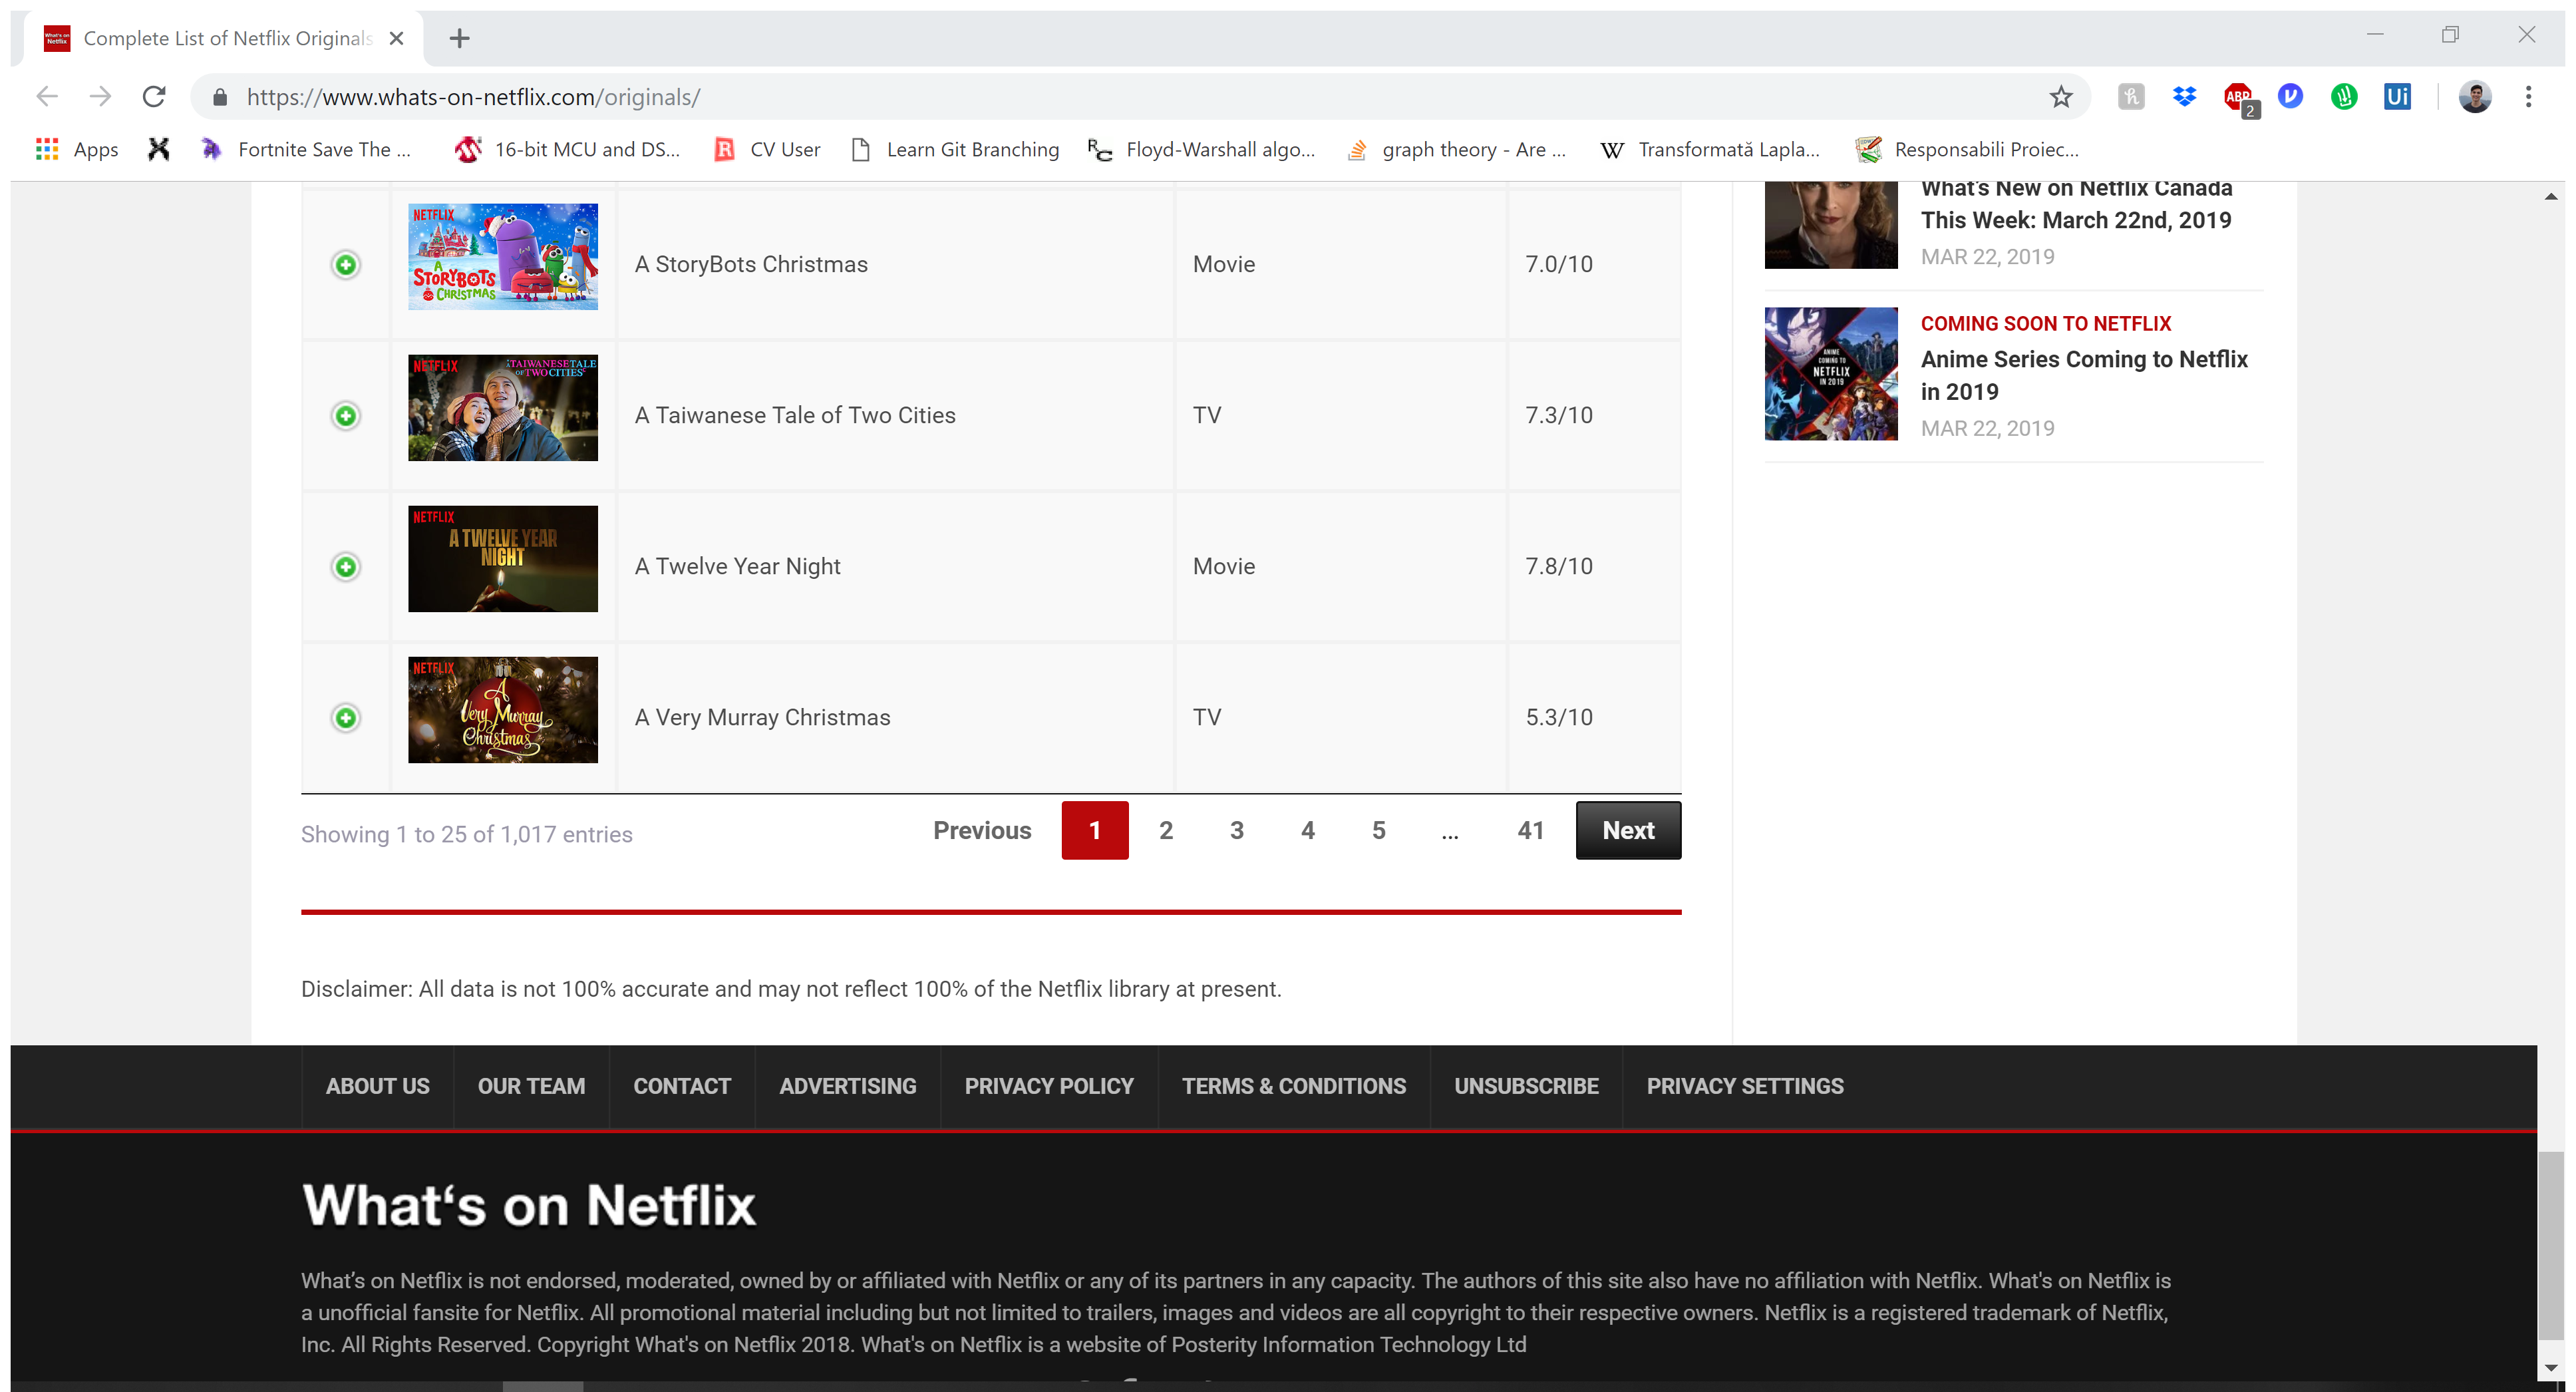 Complete List of Netflix Originals
https://www.whats-on-netflix.com/originals/
ABP
2
Ui
Apps
Fortnite Save The ...
16-bit MCU and DS...
CV User
Learn Git Branching
Floyd-Warshall algo...
graph theory - Are ...
Transformată Lapla...
Responsabili Proiec...
NETFLIX
A STORYBOTS CHRISTMAS
A StoryBots Christmas
Movie
7.0/10
NETFLIX
A TAIWANESE TALE OF TWO CITIES
A Taiwanese Tale of Two Cities
TV
7.3/10
NETFLIX
A TWELVE YEAR NIGHT
A Twelve Year Night
Movie
7.8/10
NETFLIX
A Very Murray Christmas
A Very Murray Christmas
TV
5.3/10
Showing 1 to 25 of 1,017 entries
Previous 1 2 3 4 5 ... 41 Next
Disclaimer: All data is not 100% accurate and may not reflect 100% of the Netflix library at present.
What's New on Netflix Canada
This Week: March 22nd, 2019
MAR 22, 2019
ANIME COMING TO NETFLIX IN 2019
COMING SOON TO NETFLIX
Anime Series Coming to Netflix
in 2019
MAR 22, 2019
ABOUT US
OUR TEAM
CONTACT
ADVERTISING
PRIVACY POLICY
TERMS & CONDITIONS
UNSUBSCRIBE
PRIVACY SETTINGS
What‘s on Netflix
What’s on Netflix is not endorsed, moderated, owned by or affiliated with Netflix or any of its partners in any capacity. The authors of this site also have no affiliation with Netflix. What's on Netflix is
a unofficial fansite for Netflix. All promotional material including but not limited to trailers, images and videos are all copyright to their respective owners. Netflix is a registered trademark of Netflix,
Inc. All Rights Reserved. Copyright What's on Netflix 2018. What's on Netflix is a website of Posterity Information Technology Ltd